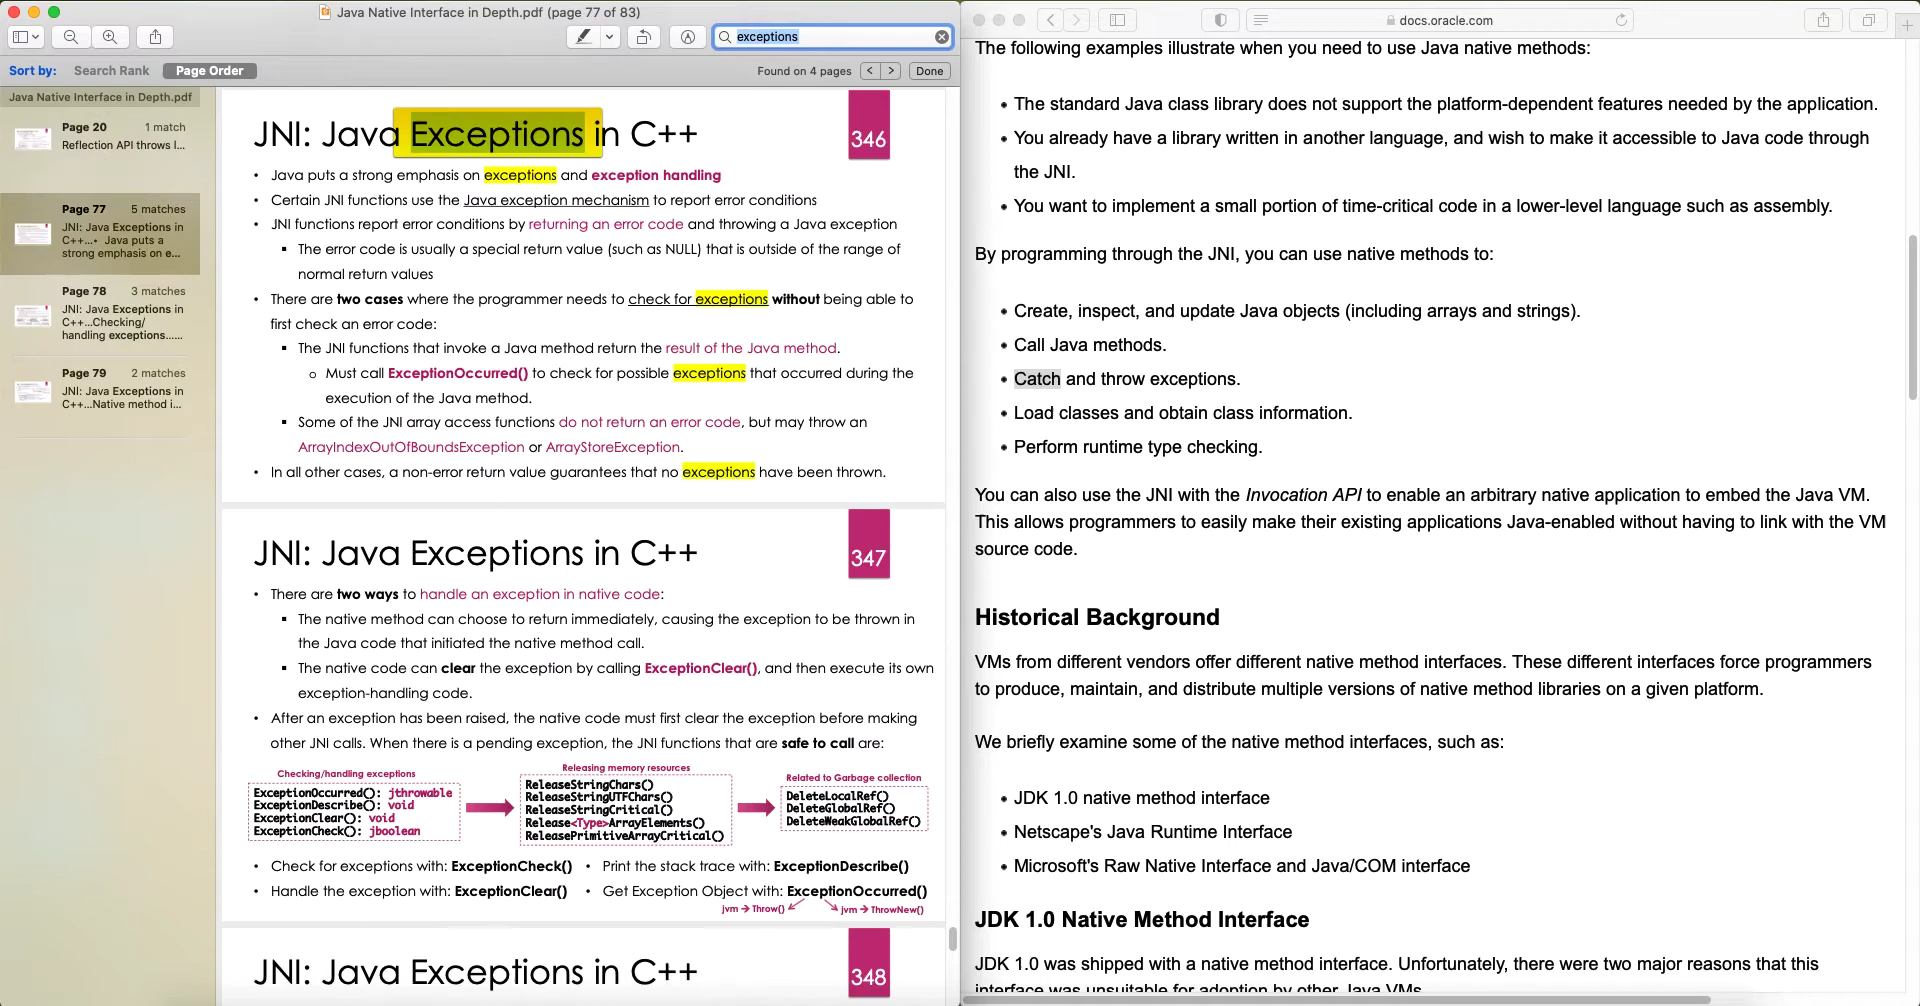 Java Native Interface in Depth.pdf (page 77 of 83)
exceptions
Sort by: Search Rank Page Order Found on 4 pages Done
Java Native Interface in Depth.pdf
Page 20 1 match
Reflection API throws I...
Page 77 5 matches
JNI: Java Exceptions in
C++...• Java puts a
strong emphasis on e...
Page 78 3 matches
JNI: Java Exceptions in
C++...Checking/
handling exceptions......
Page 79 2 matches
JNI: Java Exceptions in
C++...Native method i...
JNI: Java Exceptions in C++ 346
• Java puts a strong emphasis on exceptions and exception handling
• Certain JNI functions use the Java exception mechanism to report error conditions
• JNI functions report error conditions by returning an error code and throwing a Java exception
▪ The error code is usually a special return value (such as NULL) that is outside of the range of
normal return values
• There are two cases where the programmer needs to check for exceptions without being able to
first check an error code:
▪ The JNI functions that invoke a Java method return the result of the Java method.
o Must call ExceptionOccurred() to check for possible exceptions that occurred during the
execution of the Java method.
▪ Some of the JNI array access functions do not return an error code, but may throw an
ArrayIndexOutOfBoundsException or ArrayStoreException.
• In all other cases, a non-error return value guarantees that no exceptions have been thrown.
JNI: Java Exceptions in C++ 347
• There are two ways to handle an exception in native code:
▪ The native method can choose to return immediately, causing the exception to be thrown in
the Java code that initiated the native method call.
▪ The native code can clear the exception by calling ExceptionClear(), and then execute its own
exception-handling code.
• After an exception has been raised, the native code must first clear the exception before making
other JNI calls. When there is a pending exception, the JNI functions that are safe to call are:
Checking/handling exceptions
ExceptionOccurred(): jthrowable
ExceptionDescribe(): void
ExceptionClear(): void
ExceptionCheck(): jboolean
Releasing memory resources
ReleaseStringChars()
ReleaseStringUTFChars()
ReleaseStringCritical()
Release<Type>ArrayElements()
ReleasePrimitiveArrayCritical()
Related to Garbage collection
DeleteLocalRef()
DeleteGlobalRef()
DeleteWeakGlobalRef()
• Check for exceptions with: ExceptionCheck() • Print the stack trace with: ExceptionDescribe()
• Handle the exception with: ExceptionClear() • Get Exception Object with: ExceptionOccurred()
jvm → Throw() jvm → ThrowNew()
JNI: Java Exceptions in C++ 348
docs.oracle.com
The following examples illustrate when you need to use Java native methods:
• The standard Java class library does not support the platform-dependent features needed by the application.
• You already have a library written in another language, and wish to make it accessible to Java code through
the JNI.
• You want to implement a small portion of time-critical code in a lower-level language such as assembly.
By programming through the JNI, you can use native methods to:
• Create, inspect, and update Java objects (including arrays and strings).
• Call Java methods.
• Catch and throw exceptions.
• Load classes and obtain class information.
• Perform runtime type checking.
You can also use the JNI with the Invocation API to enable an arbitrary native application to embed the Java VM.
This allows programmers to easily make their existing applications Java-enabled without having to link with the VM
source code.
Historical Background
VMs from different vendors offer different native method interfaces. These different interfaces force programmers
to produce, maintain, and distribute multiple versions of native method libraries on a given platform.
We briefly examine some of the native method interfaces, such as:
• JDK 1.0 native method interface
• Netscape's Java Runtime Interface
• Microsoft's Raw Native Interface and Java/COM interface
JDK 1.0 Native Method Interface
JDK 1.0 was shipped with a native method interface. Unfortunately, there were two major reasons that this
interface was unsuitable for adoption by other Java VMs.